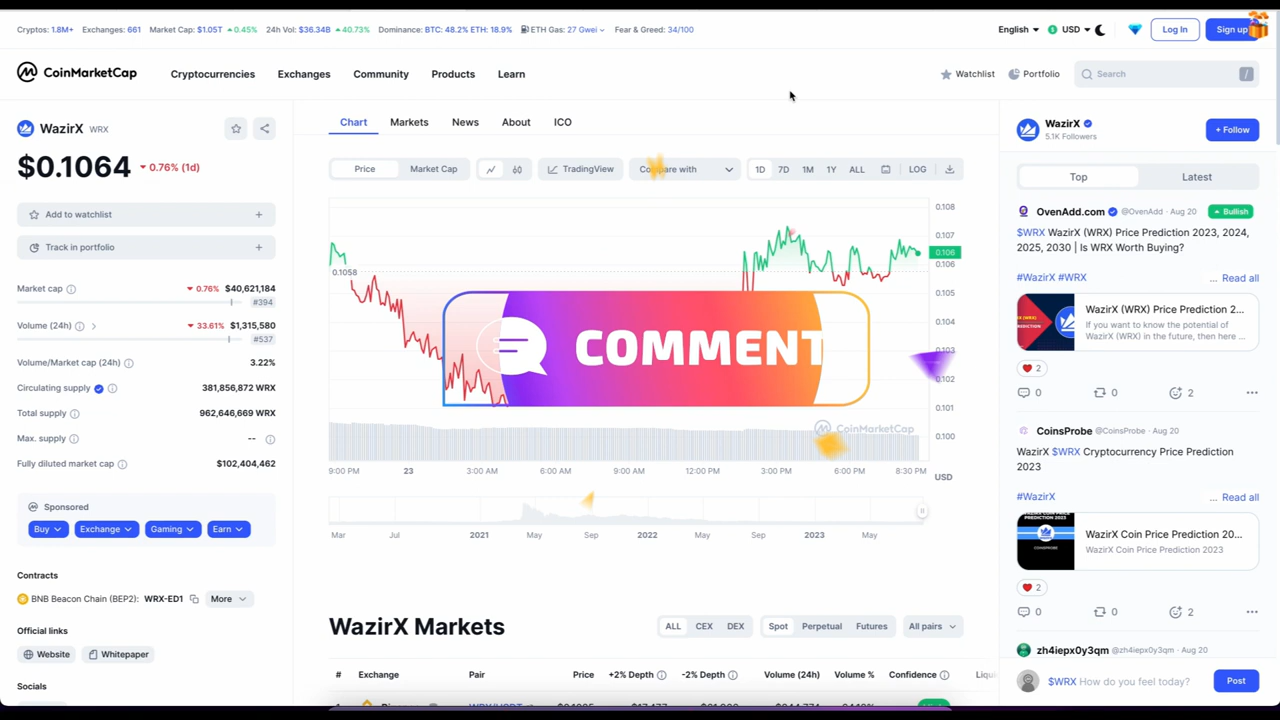 Cryptos: 1.8M+ Exchanges: 661 Market Cap: $1.05T 0.45% 24h Vol: $36.34B 40.73% Dominance: BTC: 48.2% ETH: 18.9% ETH Gas: 27 Gwei Fear & Greed: 34/100
English USD Log In Sign up
CoinMarketCap Cryptocurrencies Exchanges Community Products Learn
Watchlist Portfolio Search /
WazirX WRX
$0.1064 0.76% (1d)
Add to watchlist +
Track in portfolio +
Market cap 0.76% $40,621,184
#394
Volume (24h) 33.61% $1,315,580
#537
Volume/Market cap (24h) 3.22%
Circulating supply 381,856,872 WRX
Total supply 962,646,669 WRX
Max. supply --
Fully diluted market cap $102,404,462
Sponsored
Buy Exchange Gaming Earn
Contracts
BNB Beacon Chain (BEP2): WRX-ED1 More
Official links
Website Whitepaper
Socials
Chart Markets News About ICO
Price Market Cap TradingView Compare with 1D 7D 1M 1Y ALL LOG
0.108
0.107
0.106
0.106
0.1058
0.105
0.104
0.103
0.102
0.101
0.100
COMMENT
CoinMarketCap
9:00 PM 23 3:00 AM 6:00 AM 9:00 AM 12:00 PM 3:00 PM 6:00 PM 8:30 PM
USD
Mar Jul 2021 May Sep 2022 May Sep 2023 May
WazirX Markets ALL CEX DEX Spot Perpetual Futures All pairs
# Exchange Pair Price +2% Depth -2% Depth Volume (24h) Volume % Confidence
WazirX
5.1K Followers
+ Follow
Top Latest
OvenAdd.com @OvenAdd · Aug 20 Bullish
$WRX WazirX (WRX) Price Prediction 2023, 2024,
2025, 2030 | Is WRX Worth Buying?
#WazirX #WRX ... Read all
WazirX (WRX) Price Prediction 2...
If you want to know the potential of
WazirX (WRX) in the future, then here ...
2
0 0 2
CoinsProbe @CoinsProbe · Aug 20
WazirX $WRX Cryptocurrency Price Prediction
2023
#WazirX ... Read all
WazirX Coin Price Prediction 20...
WazirX Coin Price Prediction 2023
2
0 0 2
zh4iepx0y3qm @zh4iepx0y3qm · Aug 20
$WRX How do you feel today? Post